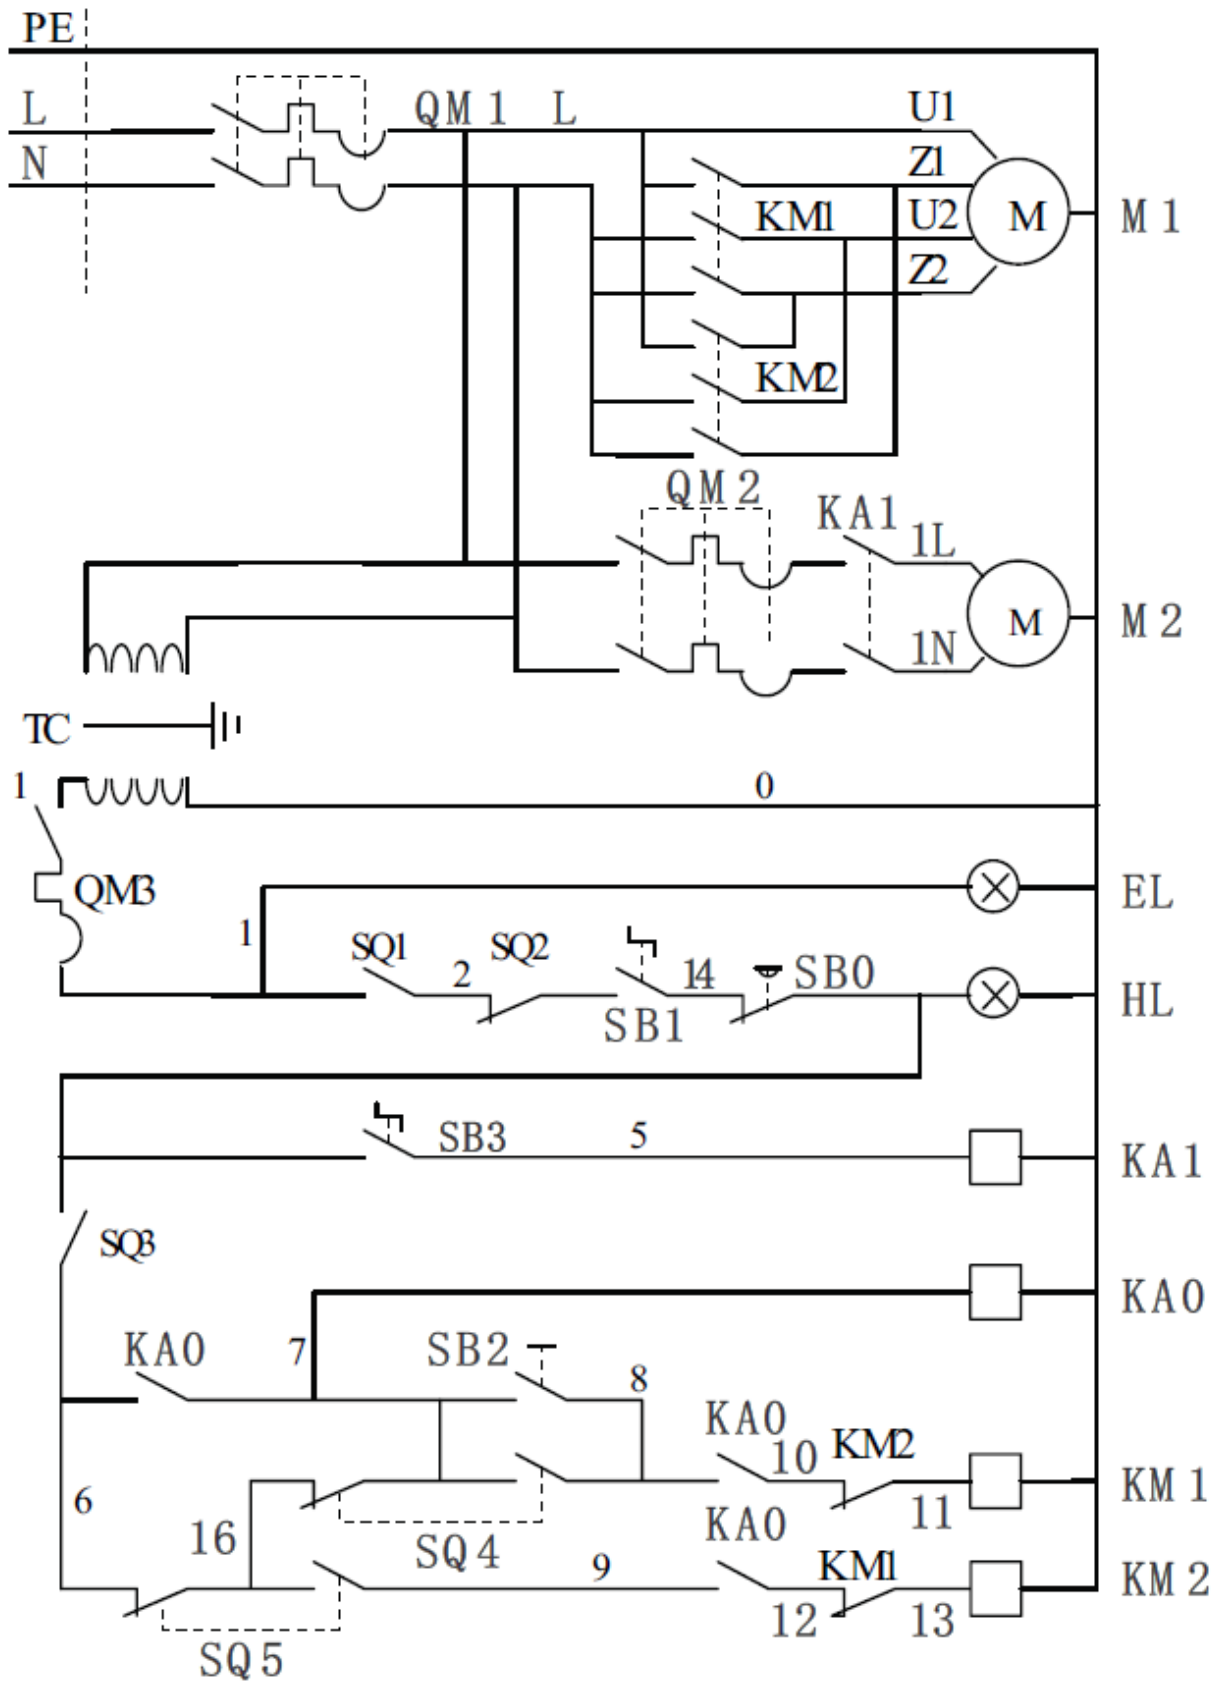 PE
L QM1 L U1
N Z1
KM1 U2 M M1
Z2
KM2
QM2 KA1 1L
M M2
1N
TC
1 0
QM3 EL
1 SQ1 2 SQ2 14 SB0
SB1 HL
SB3 5 KA1
SQ3
KA0
KA0 7 SB2 8
KA0 10 KM2
6 11 KM1
16 SQ4 KA0
9 KM1 KM2
12 13
SQ5